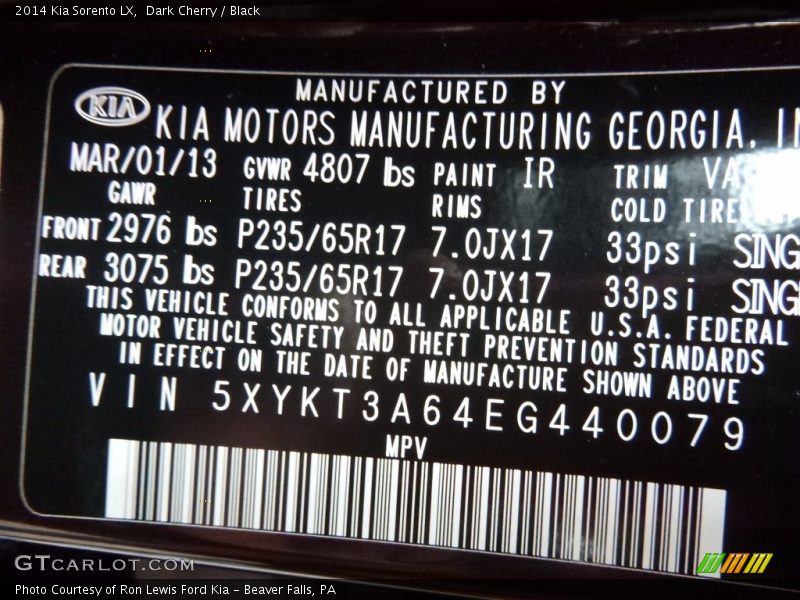 2014 Kia Sorento LX,  Dark Cherry / Black
KIA
MANUFACTURED BY
KIA MOTORS MANUFACTURING GEORGIA,
MAR/01/13 GVWR 4807 lbs PAINT IR TRIM
GAWR TIRES RIMS COLD
FRONT 2976 lbs P235/65R17 7.0JX17 33psi
REAR 3075 lbs P235/65R17 7.0JX17 33psi
THIS VEHICLE CONFORMS TO ALL APPLICABLE U.S.A. FEDERAL
MOTOR VEHICLE SAFETY AND THEFT PREVENTION STANDARDS
IN EFFECT ON THE DATE OF MANUFACTURE SHOWN ABOVE
VIN 5XYKT3A64EG440079
MPV
GTCARLOT.COM
Photo Courtesy of Ron Lewis Ford Kia – Beaver Falls, PA